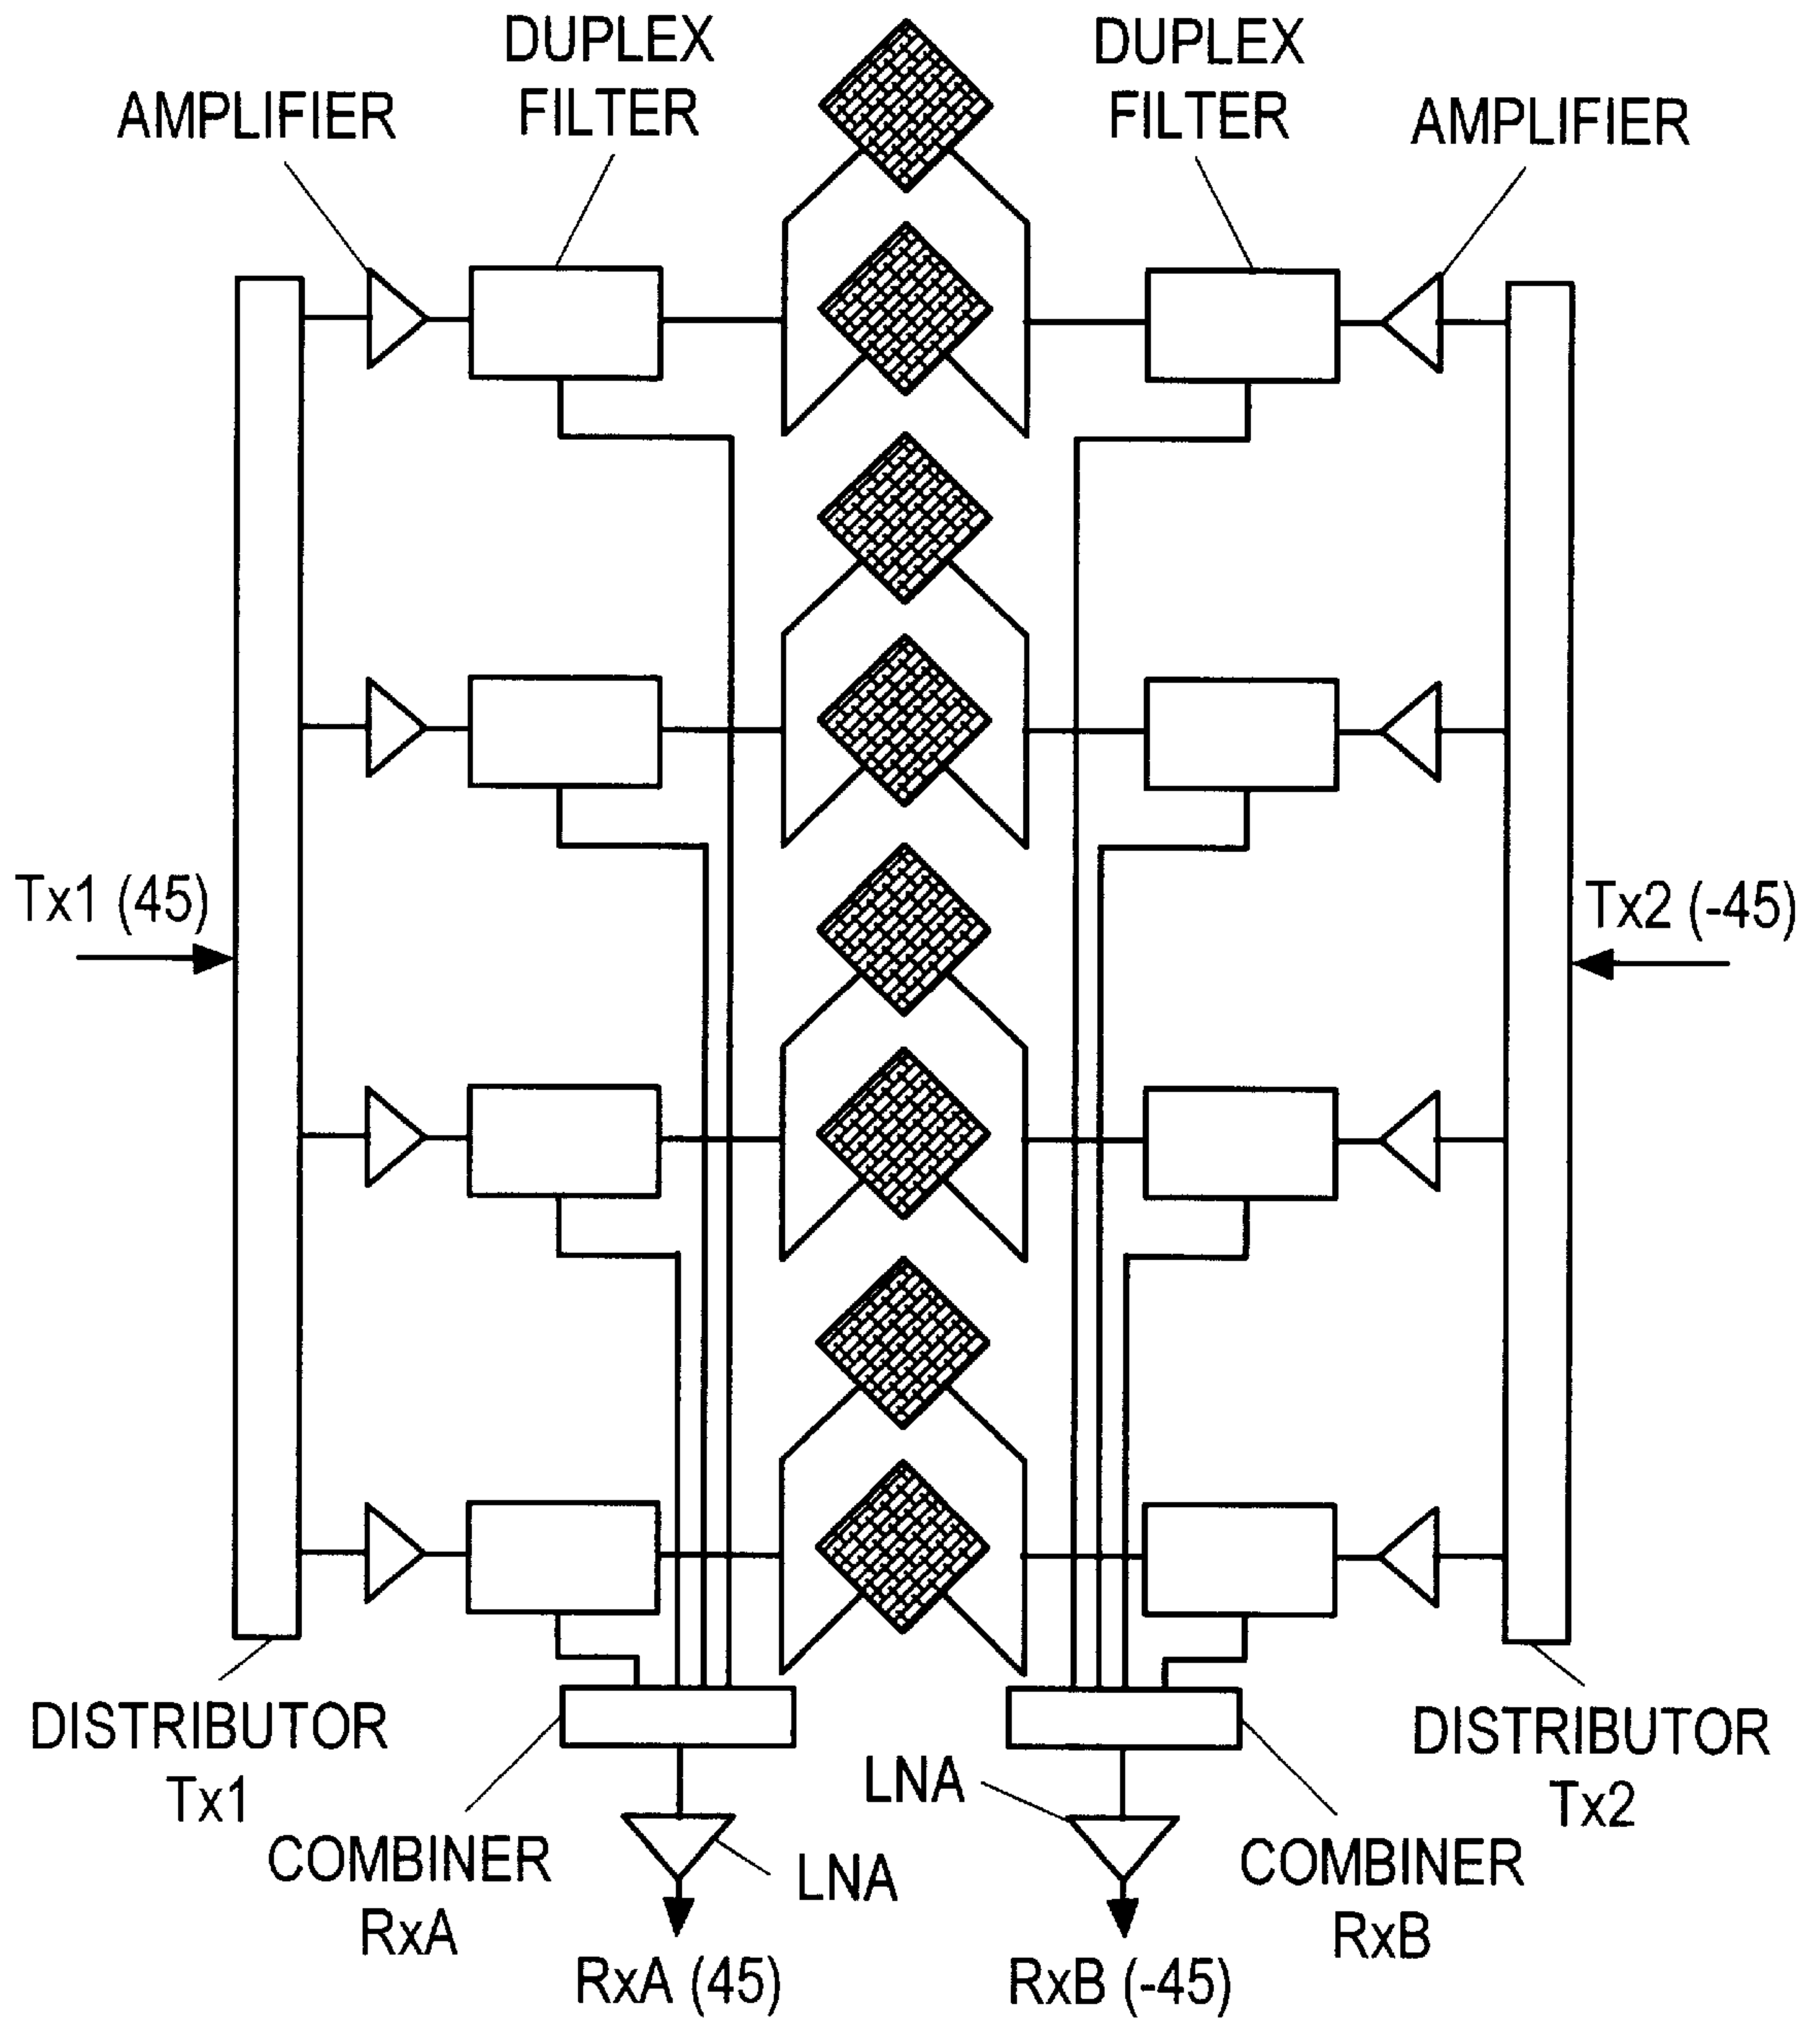 DUPLEX
FILTER
DUPLEX
FILTER
AMPLIFIER
AMPLIFIER
Tx1 (45)
Tx2 (-45)
DISTRIBUTOR
Tx1
DISTRIBUTOR
Tx2
LNA
COMBINER
RxA
LNA
COMBINER
RxB
RxA (45)
RxB (-45)